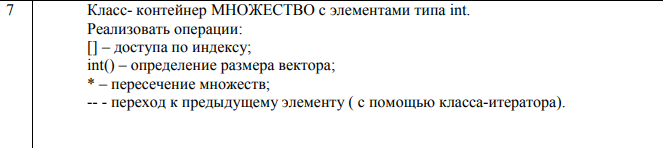 7 Класс- контейнер МНОЖЕСТВО с элементами типа int.
Реализовать операции:
[] – доступа по индексу;
int() – определение размера вектора;
* – пересечение множеств;
-- - переход к предыдущему элементу ( с помощью класса-итератора).